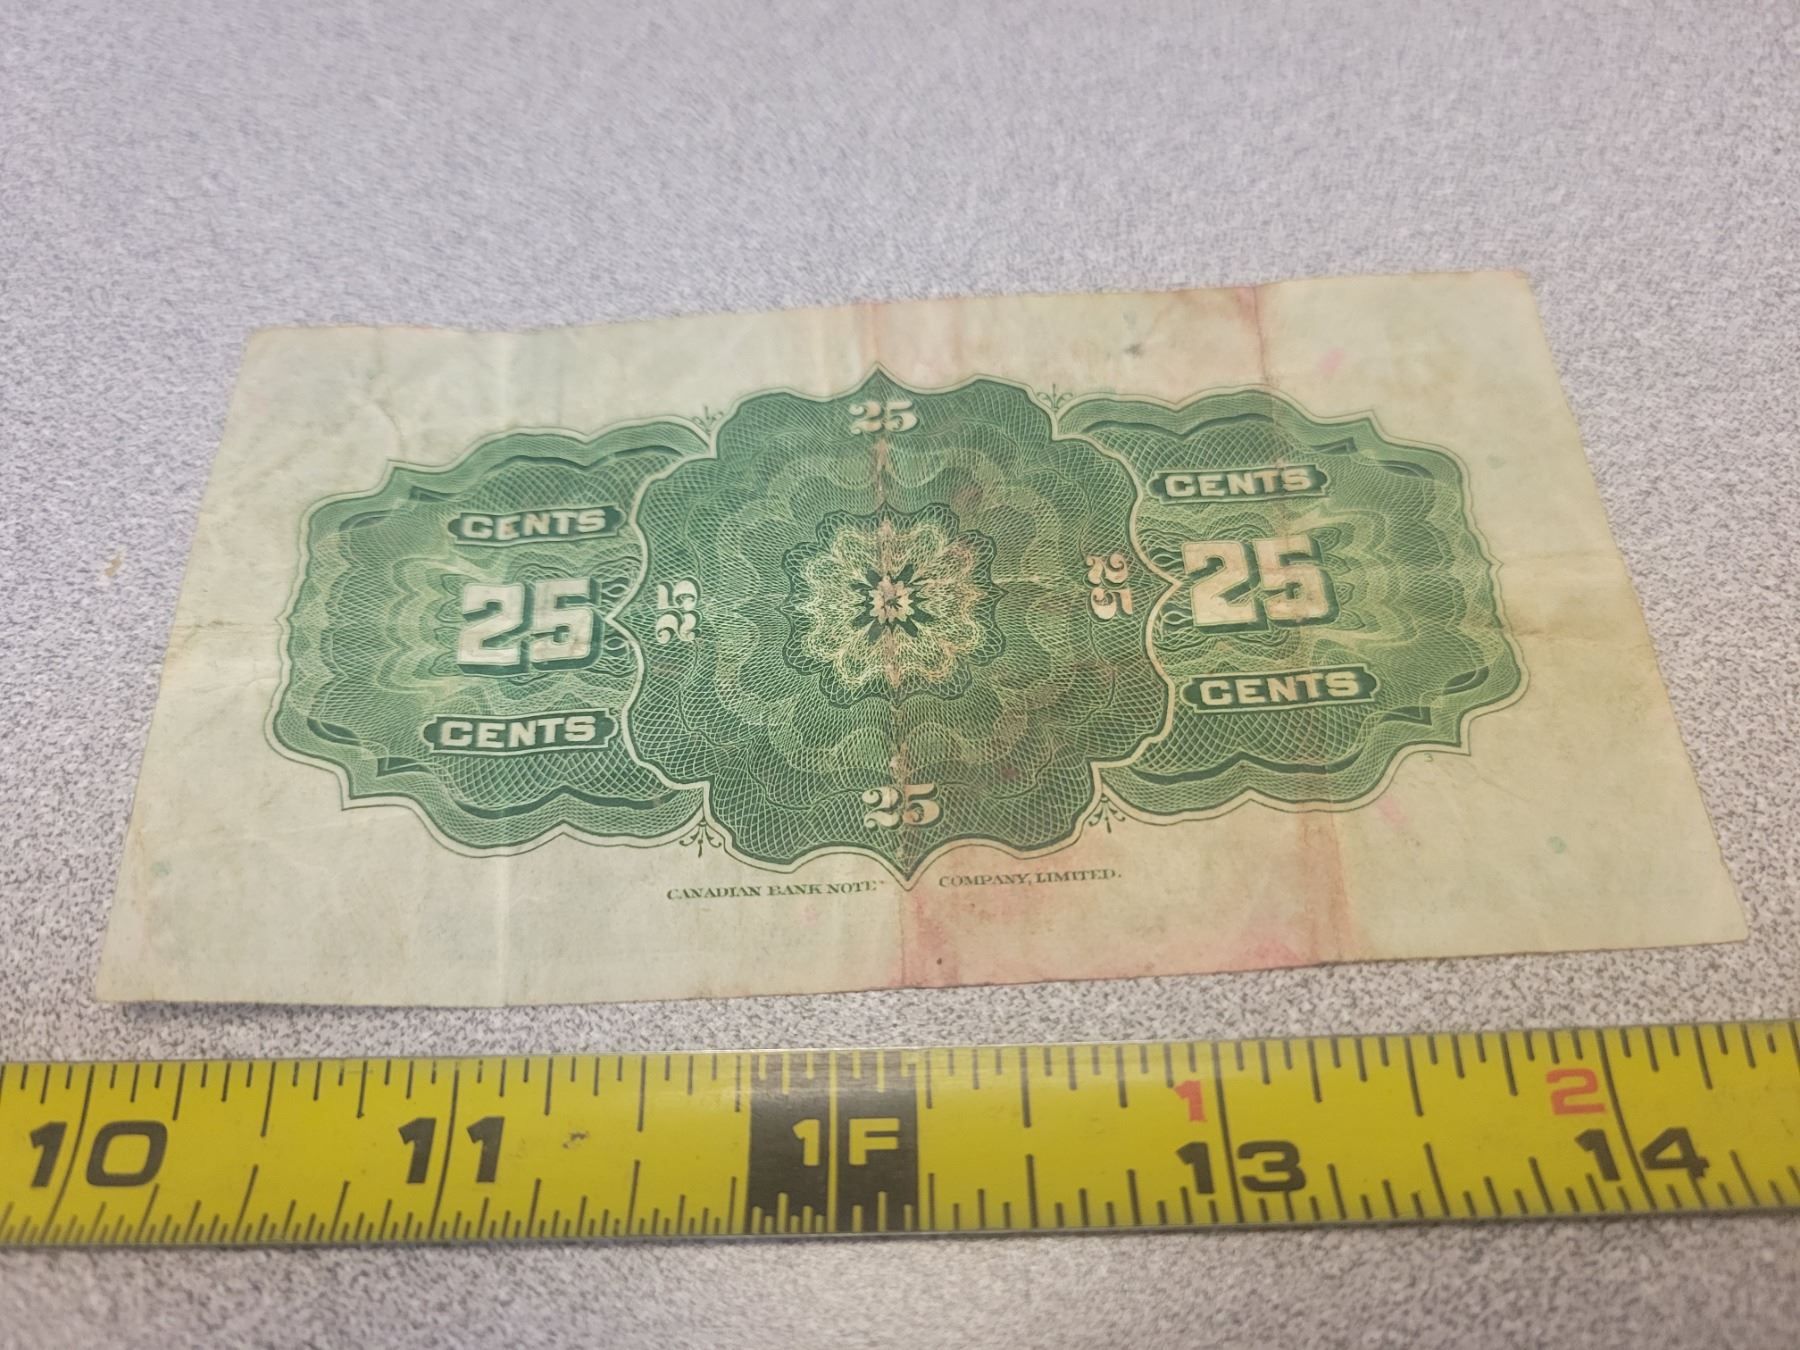 25
CENTS CENTS
25 25 25 25
CENTS CENTS
25
3
CANADIAN BANK NOTE COMPANY, LIMITED.
1 2
10 11 1F 13 14